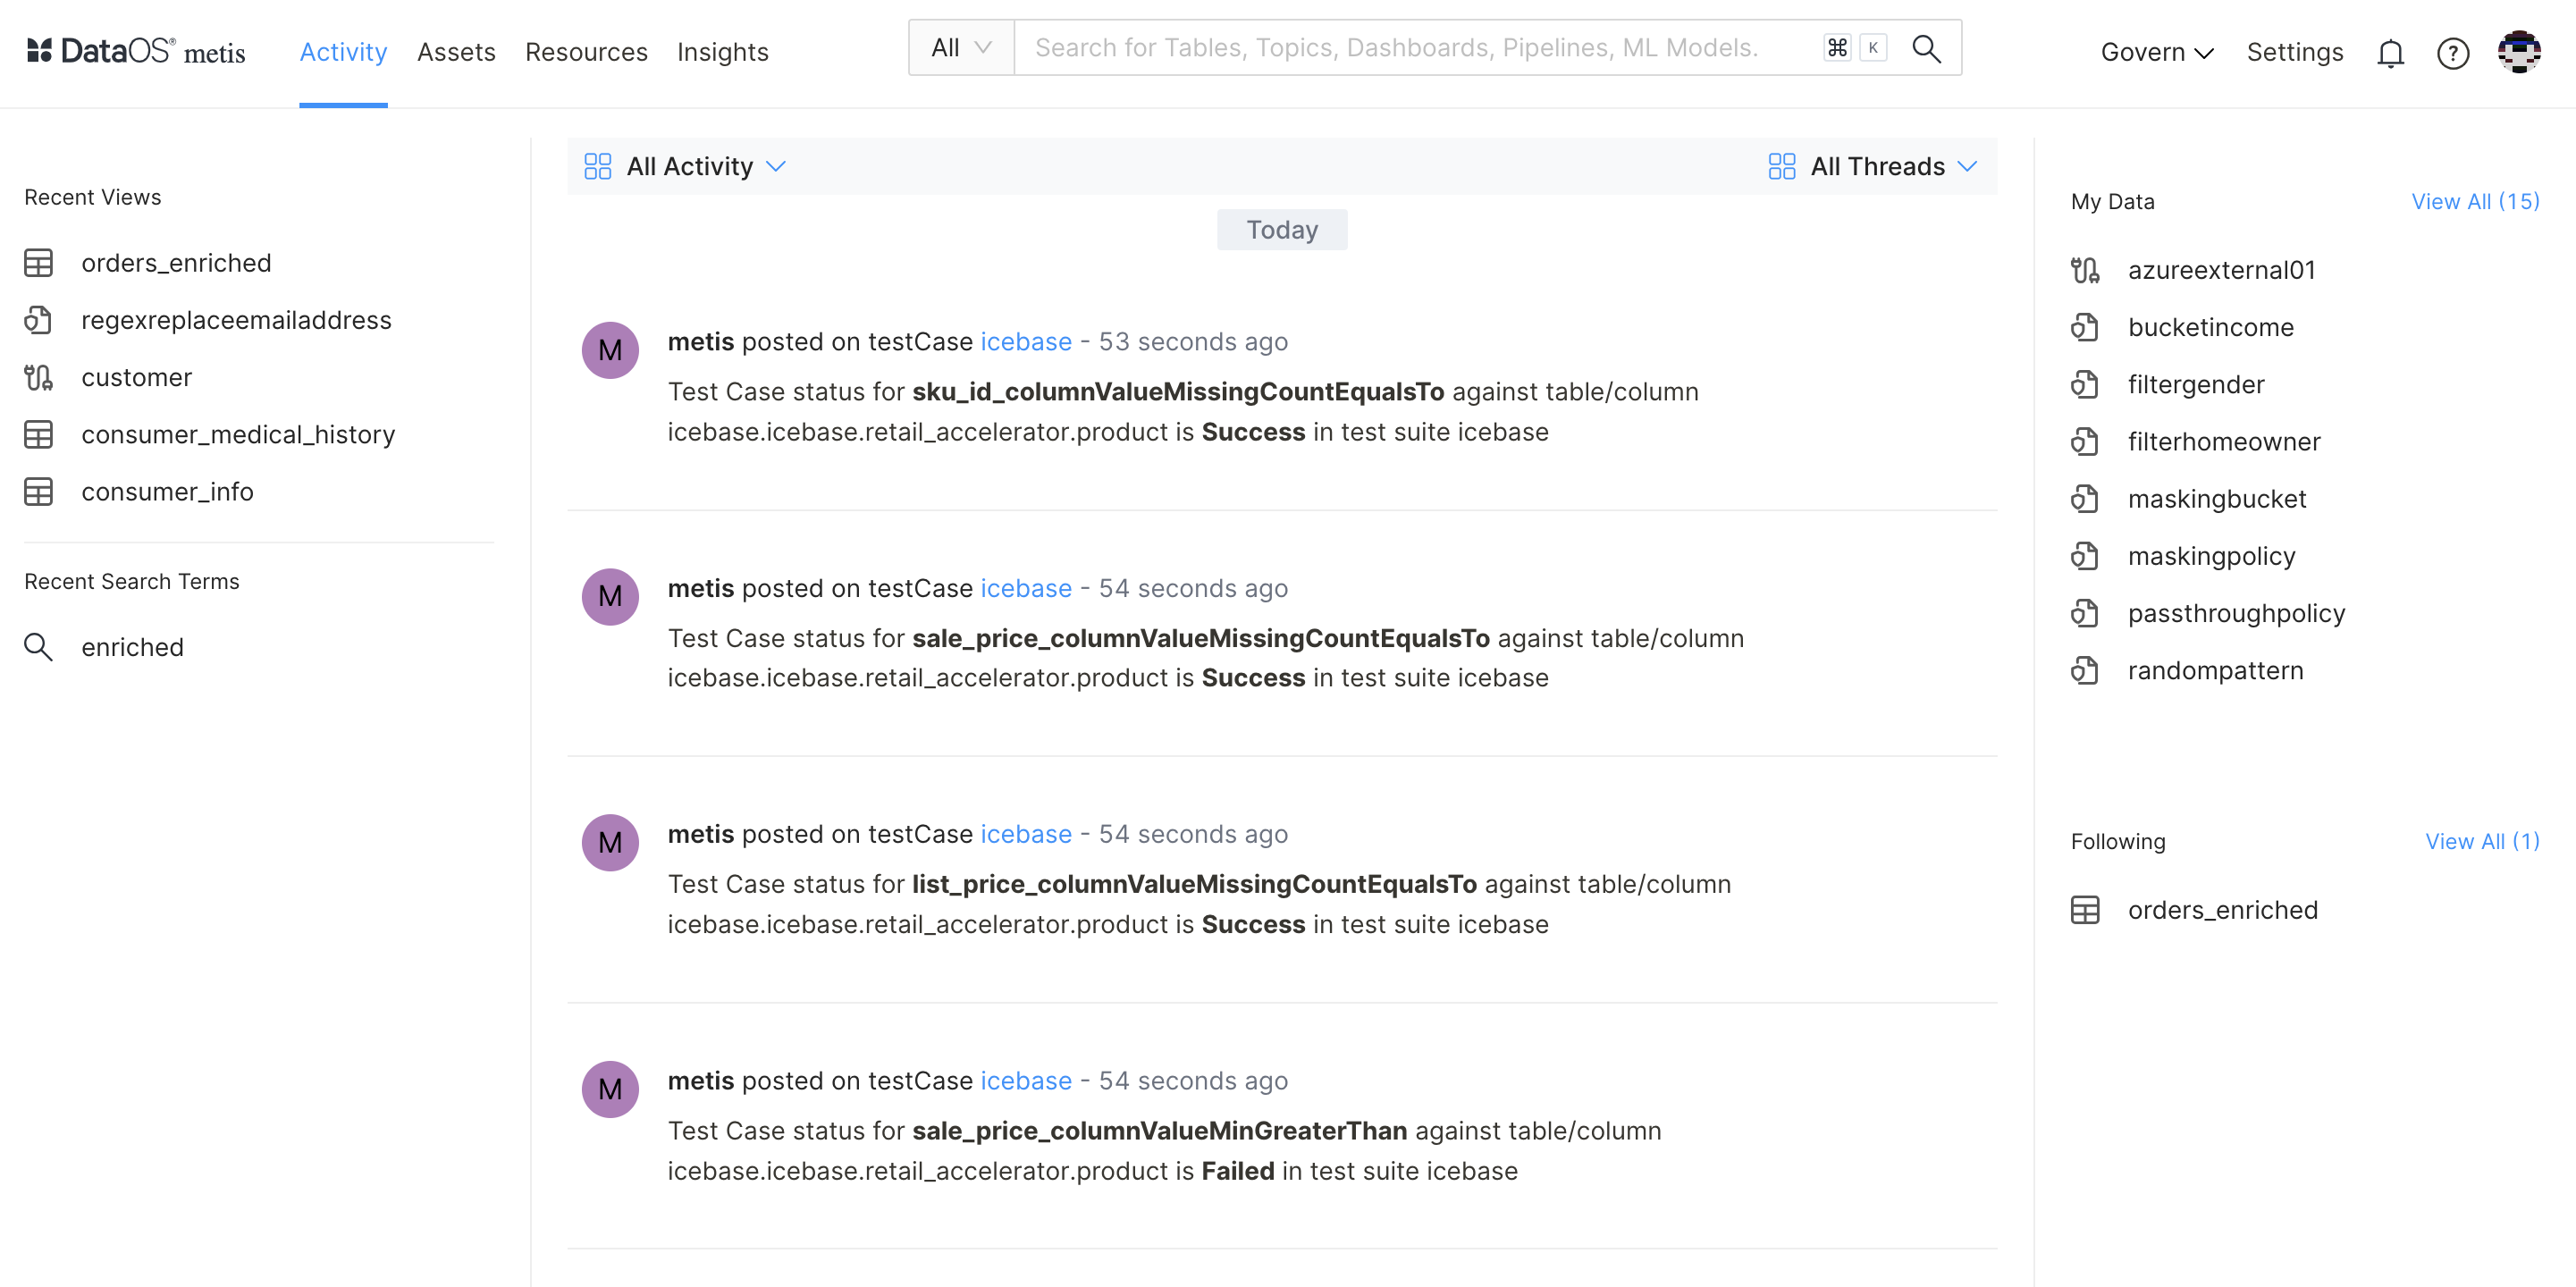 DataOS® metis
Activity
Assets
Resources
Insights
All
Search for Tables, Topics, Dashboards, Pipelines, ML Models.
⌘ K
Govern
Settings
?
Recent Views
orders_enriched
regexreplaceemailaddress
customer
consumer_medical_history
consumer_info
Recent Search Terms
enriched
All Activity
All Threads
Today
M
metis posted on testCase icebase - 53 seconds ago
Test Case status for sku_id_columnValueMissingCountEqualsTo against table/column
icebase.icebase.retail_accelerator.product is Success in test suite icebase
M
metis posted on testCase icebase - 54 seconds ago
Test Case status for sale_price_columnValueMissingCountEqualsTo against table/column
icebase.icebase.retail_accelerator.product is Success in test suite icebase
M
metis posted on testCase icebase - 54 seconds ago
Test Case status for list_price_columnValueMissingCountEqualsTo against table/column
icebase.icebase.retail_accelerator.product is Success in test suite icebase
M
metis posted on testCase icebase - 54 seconds ago
Test Case status for sale_price_columnValueMinGreaterThan against table/column
icebase.icebase.retail_accelerator.product is Failed in test suite icebase
My Data
View All (15)
azureexternal01
bucketincome
filtergender
filterhomeowner
maskingbucket
maskingpolicy
passthroughpolicy
randompattern
Following
View All (1)
orders_enriched